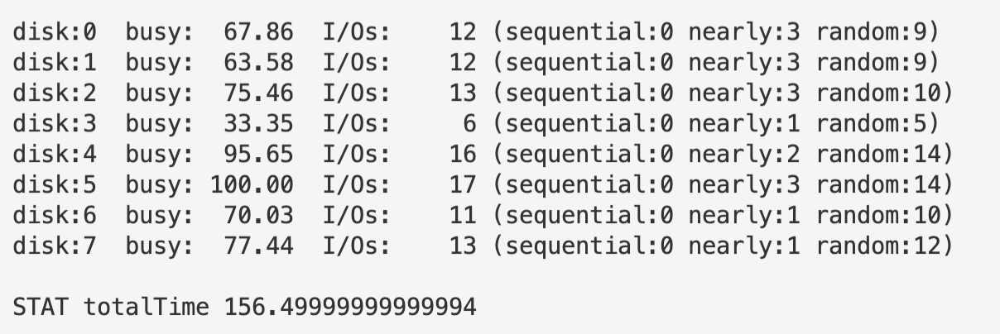 disk:0  busy:  67.86  I/Os:    12 (sequential:0 nearly:3 random:9)
disk:1  busy:  63.58  I/Os:    12 (sequential:0 nearly:3 random:9)
disk:2  busy:  75.46  I/Os:    13 (sequential:0 nearly:3 random:10)
disk:3  busy:  33.35  I/Os:     6 (sequential:0 nearly:1 random:5)
disk:4  busy:  95.65  I/Os:    16 (sequential:0 nearly:2 random:14)
disk:5  busy: 100.00  I/Os:    17 (sequential:0 nearly:3 random:14)
disk:6  busy:  70.03  I/Os:    11 (sequential:0 nearly:1 random:10)
disk:7  busy:  77.44  I/Os:    13 (sequential:0 nearly:1 random:12)

STAT totalTime 156.49999999999994